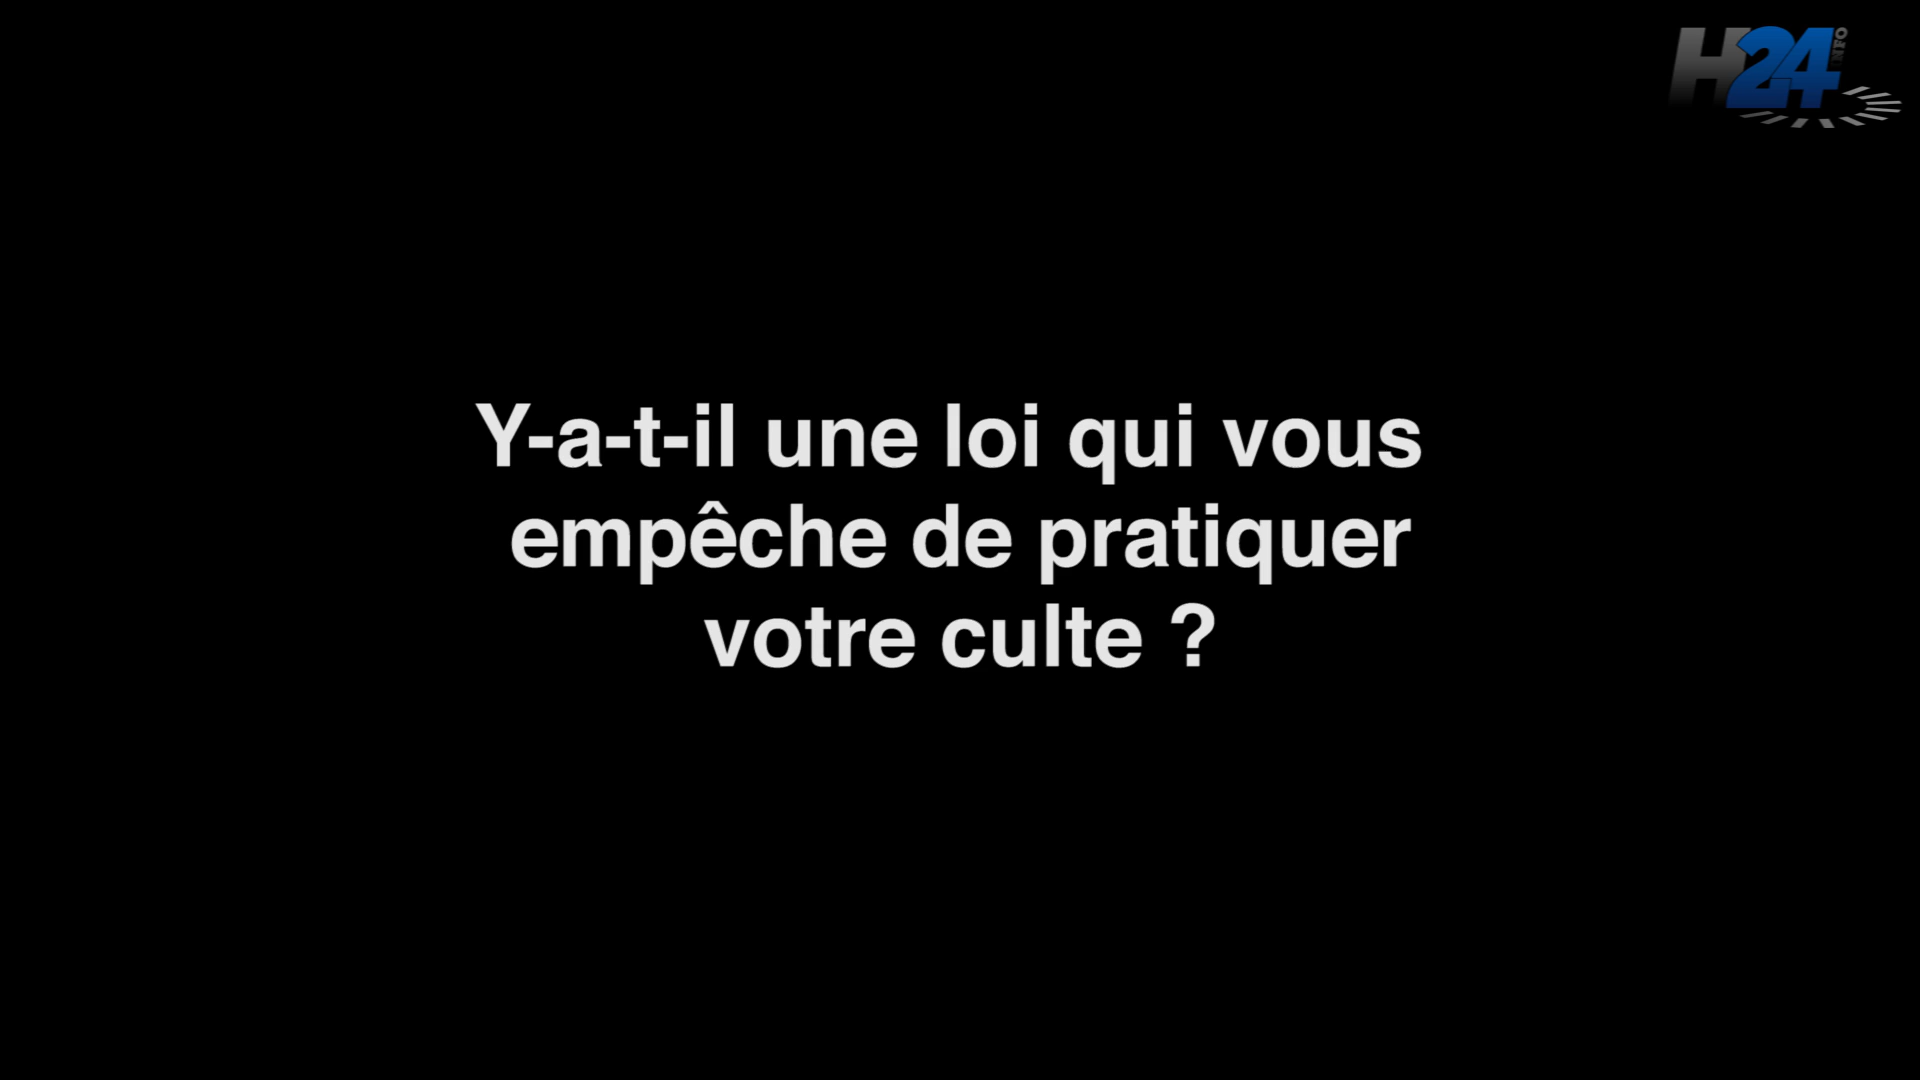 H24
INFO
Y-a-t-il une loi qui vous
empêche de pratiquer
votre culte ?